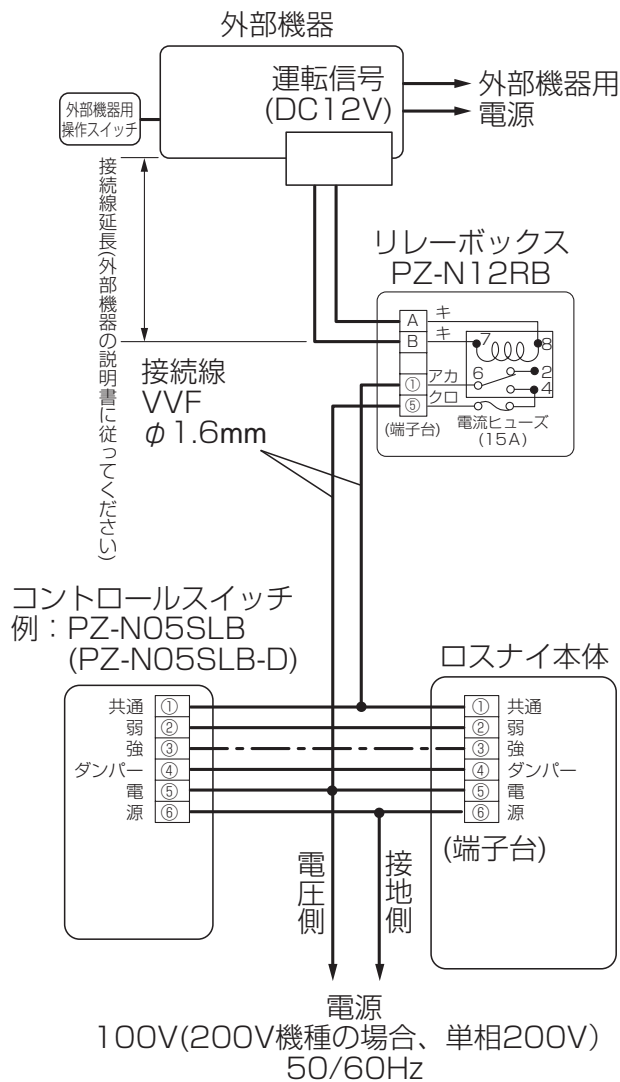 外部機器
運転信号
(DC12V)
外部機器用
電源
外部機器用
操作スイッチ
接続線延長(外部機器の説明書に従ってください)
リレーボックス
PZ-N12RB
A
キ
B
キ
7
8
①
アカ
6
2
4
⑤
クロ
(端子台)
電流ヒューズ
(15A)
接続線
VVF
φ1.6mm
コントロールスイッチ
例：PZ-N05SLB
(PZ-N05SLB-D)
ロスナイ本体
共通 ①
弱 ②
強 ③
ダンパー ④
電 ⑤
源 ⑥
① 共通
② 弱
③ 強
④ ダンパー
⑤ 電
⑥ 源
(端子台)
電圧側
接地側
電源
100V(200V機種の場合、単相200V)
50/60Hz